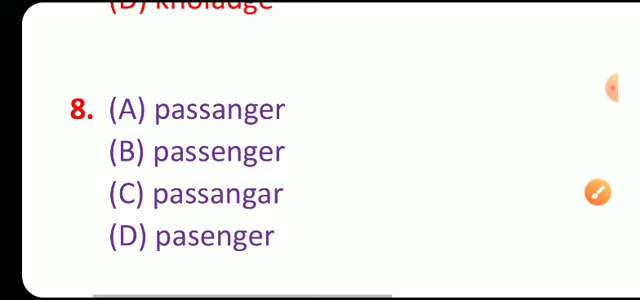 8. (A) passanger
(B) passenger
(C) passangar
(D) pasenger